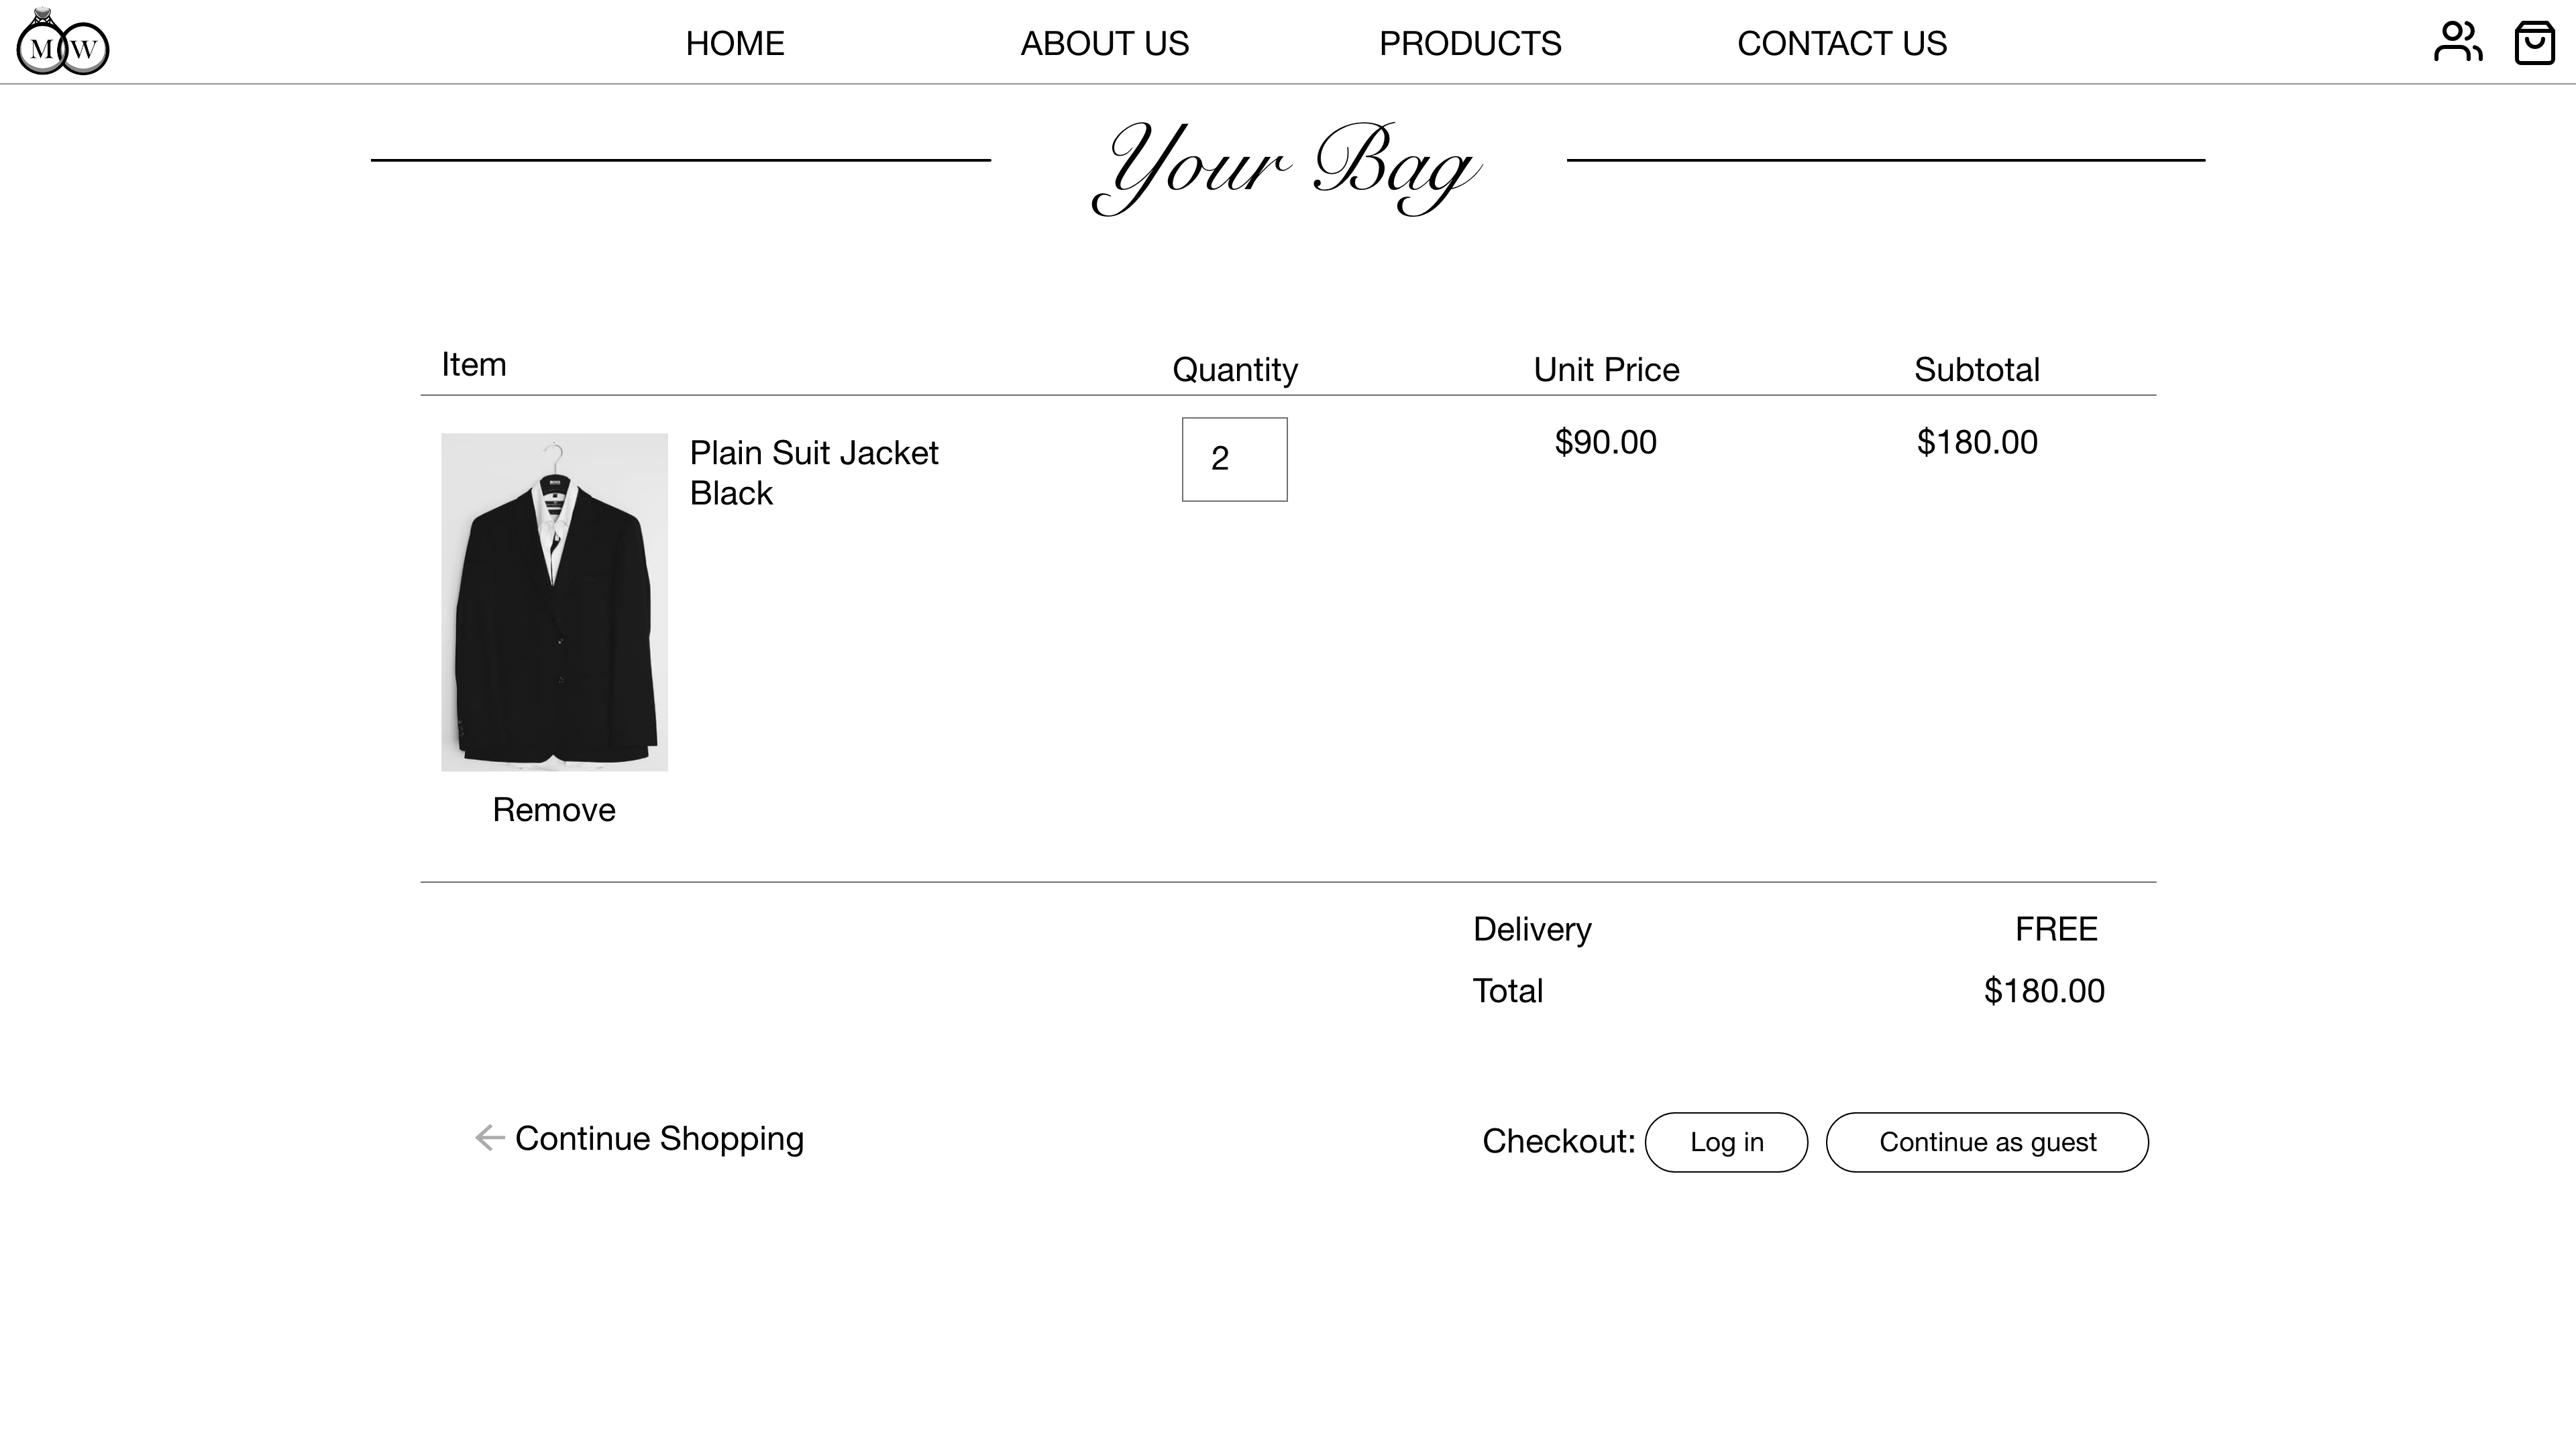 MW
HOME ABOUT US PRODUCTS CONTACT US
Your Bag
Item Quantity Unit Price Subtotal
Plain Suit Jacket 2 $90.00 $180.00
Black
Remove
Delivery FREE
Total $180.00
Continue Shopping Checkout: Log in Continue as guest